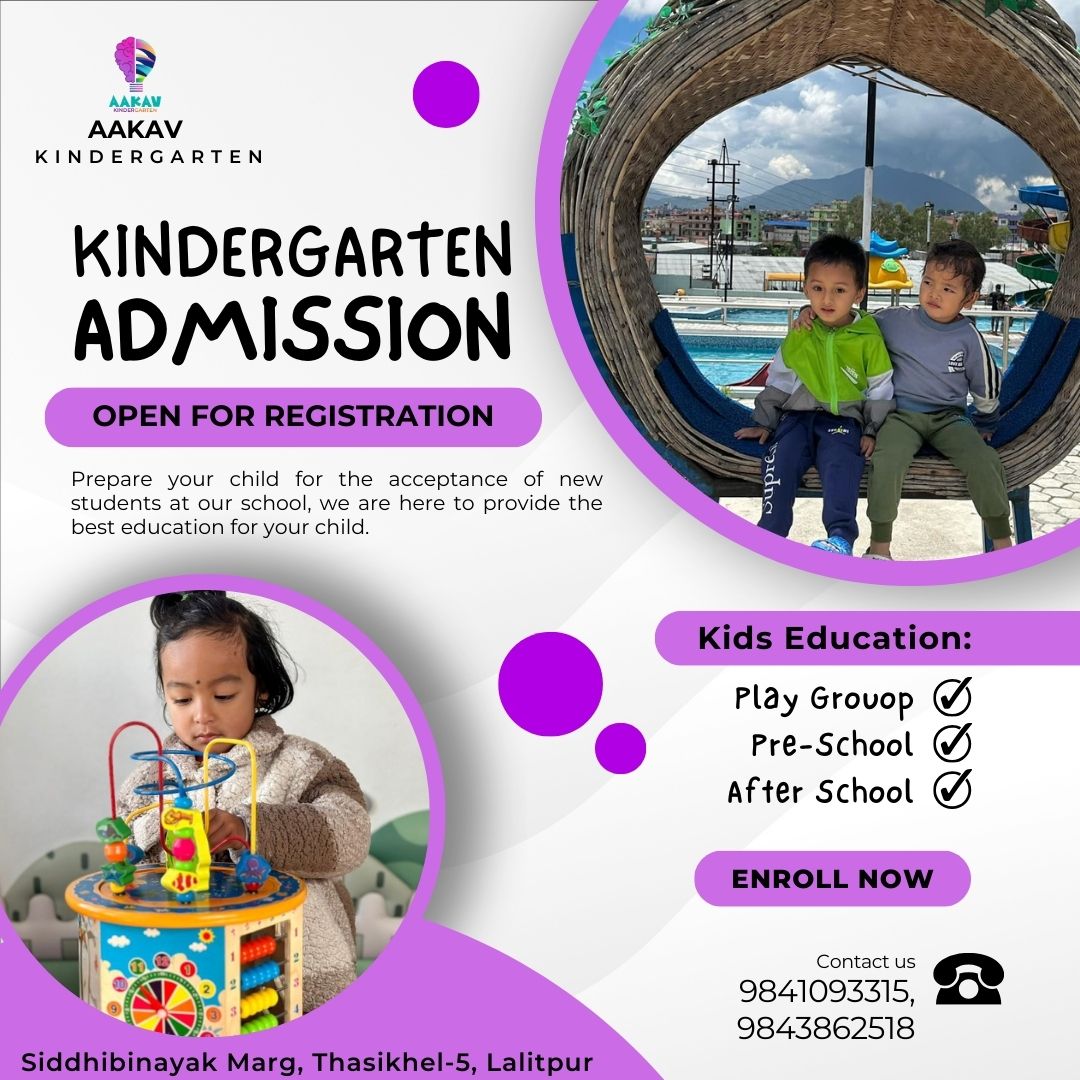 AAKAV
KINDERGARTEN
AAKAV
KINDERGARTEN
KINDERGARTEN
ADMISSION
OPEN FOR REGISTRATION
Prepare your child for the acceptance of new
students at our school, we are here to provide the
best education for your child.
Supre
Kids Education:
Play Grouop
Pre-School
After School
ENROLL NOW
Contact us
9841093315,
9843862518
Siddhibinayak Marg, Thasikhel-5, Lalitpur